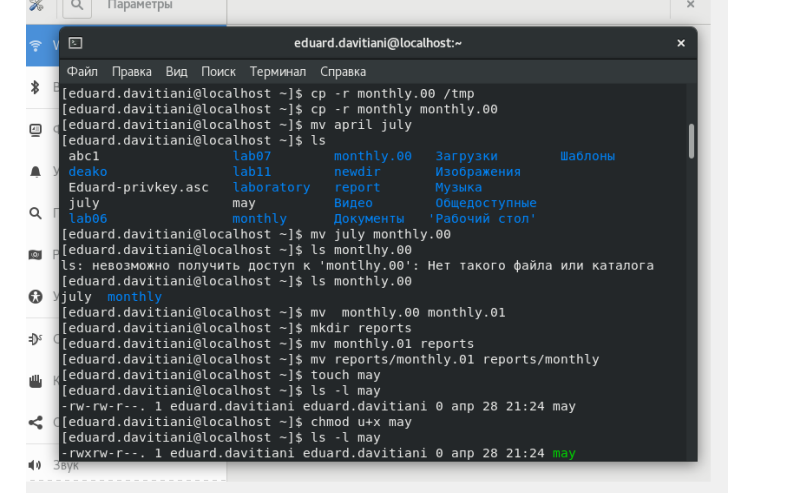 Параметры
eduard.davitiani@localhost:~
Файл Правка Вид Поиск Терминал Справка
[eduard.davitiani@localhost ~]$ cp -r monthly.00 /tmp
[eduard.davitiani@localhost ~]$ cp -r monthly monthly.00
[eduard.davitiani@localhost ~]$ mv april july
[eduard.davitiani@localhost ~]$ ls
abc1 lab07 monthly.00 Загрузки Шаблоны
deako lab11 newdir Изображения
Eduard-privkey.asc laboratory report Музыка
july may Видео Общедоступные
lab06 monthly Документы 'Рабочий стол'
[eduard.davitiani@localhost ~]$ mv july monthly.00
[eduard.davitiani@localhost ~]$ ls montlhy.00
ls: невозможно получить доступ к 'montlhy.00': Нет такого файла или каталога
[eduard.davitiani@localhost ~]$ ls monthly.00
july monthly
[eduard.davitiani@localhost ~]$ mv  monthly.00 monthly.01
[eduard.davitiani@localhost ~]$ mkdir reports
[eduard.davitiani@localhost ~]$ mv monthly.01 reports
[eduard.davitiani@localhost ~]$ mv reports/monthly.01 reports/monthly
[eduard.davitiani@localhost ~]$ touch may
[eduard.davitiani@localhost ~]$ ls -l may
-rw-rw-r--. 1 eduard.davitiani eduard.davitiani 0 апр 28 21:24 may
[eduard.davitiani@localhost ~]$ chmod u+x may
[eduard.davitiani@localhost ~]$ ls -l may
-rwxrw-r--. 1 eduard.davitiani eduard.davitiani 0 апр 28 21:24 may
Звук